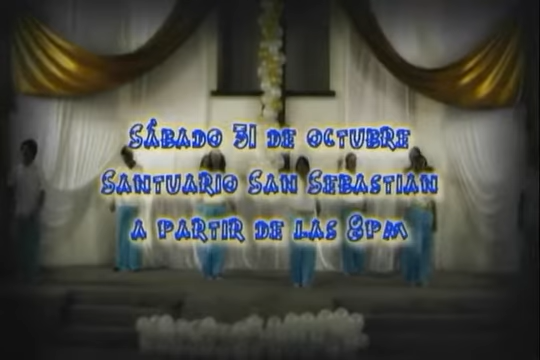 Sábado 31 de octubre
Santuario San Sebastian
a partir de las 8pm